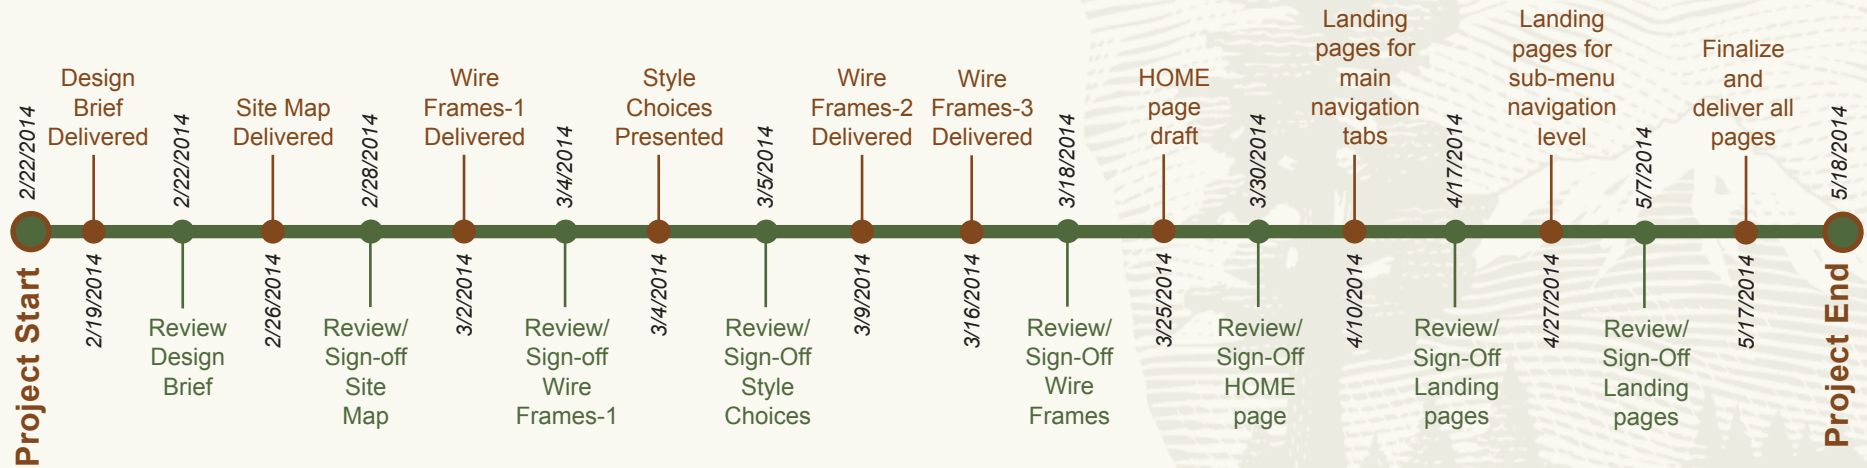 2/22/2014
Project Start
Design
Brief
Delivered
2/19/2014
2/22/2014
Review
Design
Brief
Site Map
Delivered
2/26/2014
2/28/2014
Review/
Sign-off
Site
Map
Wire
Frames-1
Delivered
3/2/2014
3/4/2014
Review/
Sign-off
Wire
Frames-1
Style
Choices
Presented
3/4/2014
3/5/2014
Review/
Sign-Off
Style
Choices
Wire
Frames-2
Delivered
3/9/2014
Wire
Frames-3
Delivered
3/16/2014
3/18/2014
Review/
Sign-Off
Wire
Frames
HOME
page
draft
3/25/2014
3/30/2014
Review/
Sign-Off
HOME
page
Landing
pages for
main
navigation
tabs
4/10/2014
4/17/2014
Review/
Sign-Off
Landing
pages
Landing
pages for
sub-menu
navigation
level
4/27/2014
5/7/2014
Review/
Sign-Off
Landing
pages
Finalize
and
deliver all
pages
5/17/2014
5/18/2014
Project End